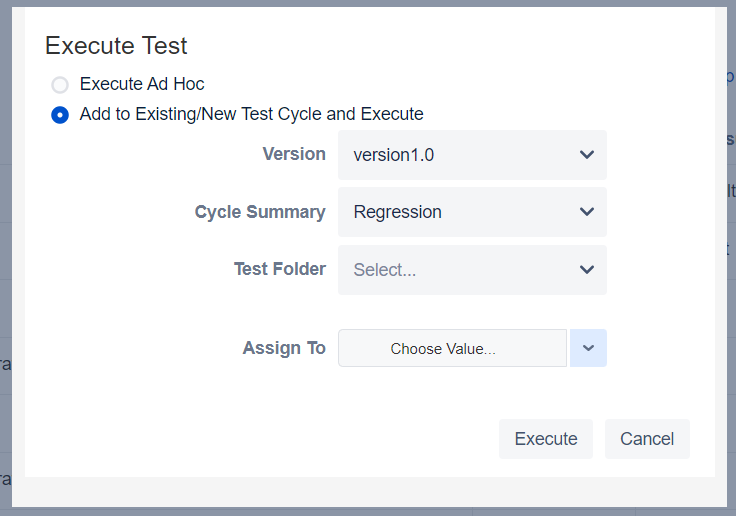 Execute Test
Execute Ad Hoc
Add to Existing/New Test Cycle and Execute
Version version1.0
Cycle Summary Regression
Test Folder Select...
Assign To Choose Value...
Execute Cancel